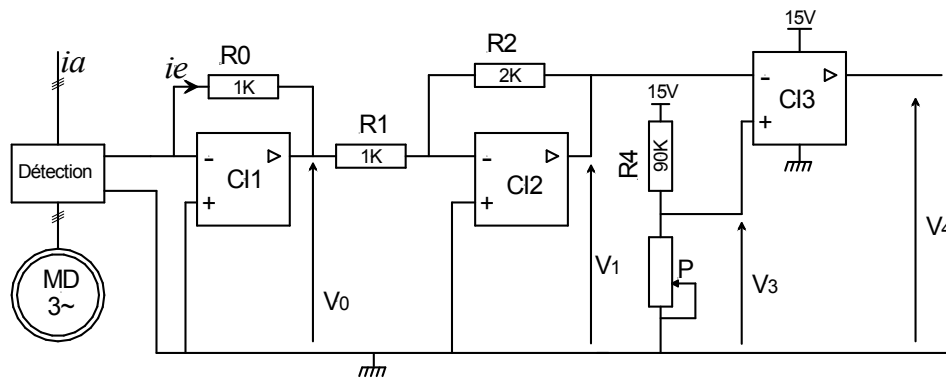 ia
ie
R0
1K
R1
1K
R2
2K
15V
15V
R4
90K
Détection
-
+
CI1
-
+
CI2
-
+
CI3
MD
3~
V0
V1
P
V3
V4